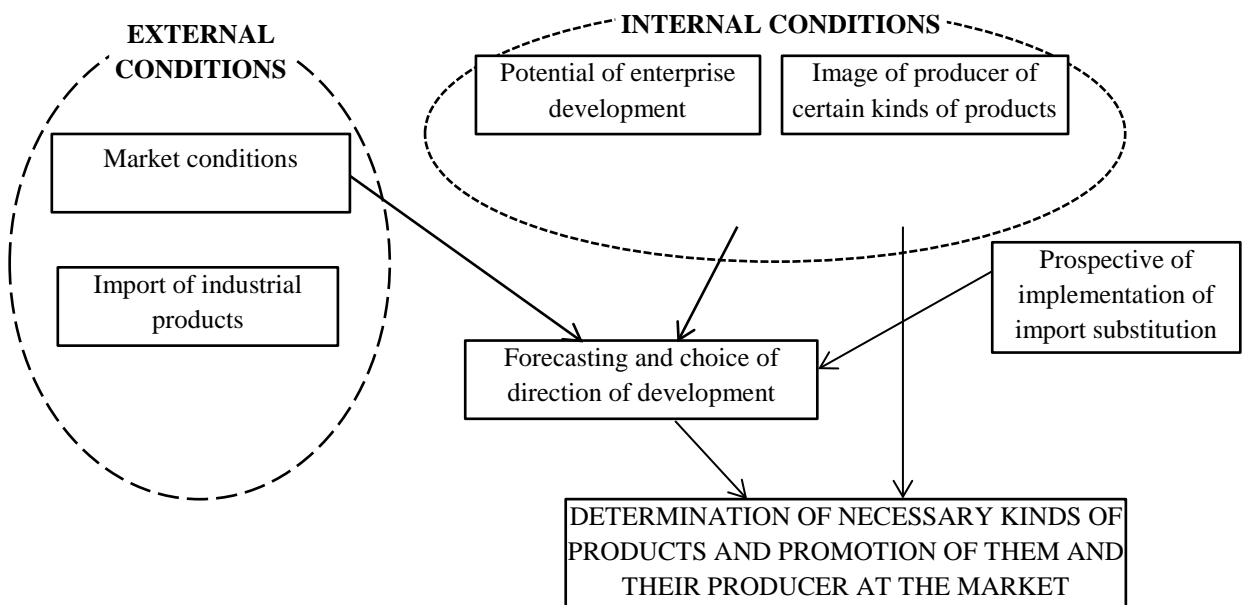 EXTERNAL
CONDITIONS
Market conditions
Import of industrial
products
INTERNAL CONDITIONS
Potential of enterprise
development
Image of producer of
certain kinds of products
Prospective of
implementation of
import substitution
Forecasting and choice of
direction of development
DETERMINATION OF NECESSARY KINDS OF
PRODUCTS AND PROMOTION OF THEM AND
THEIR PRODUCER AT THE MARKET